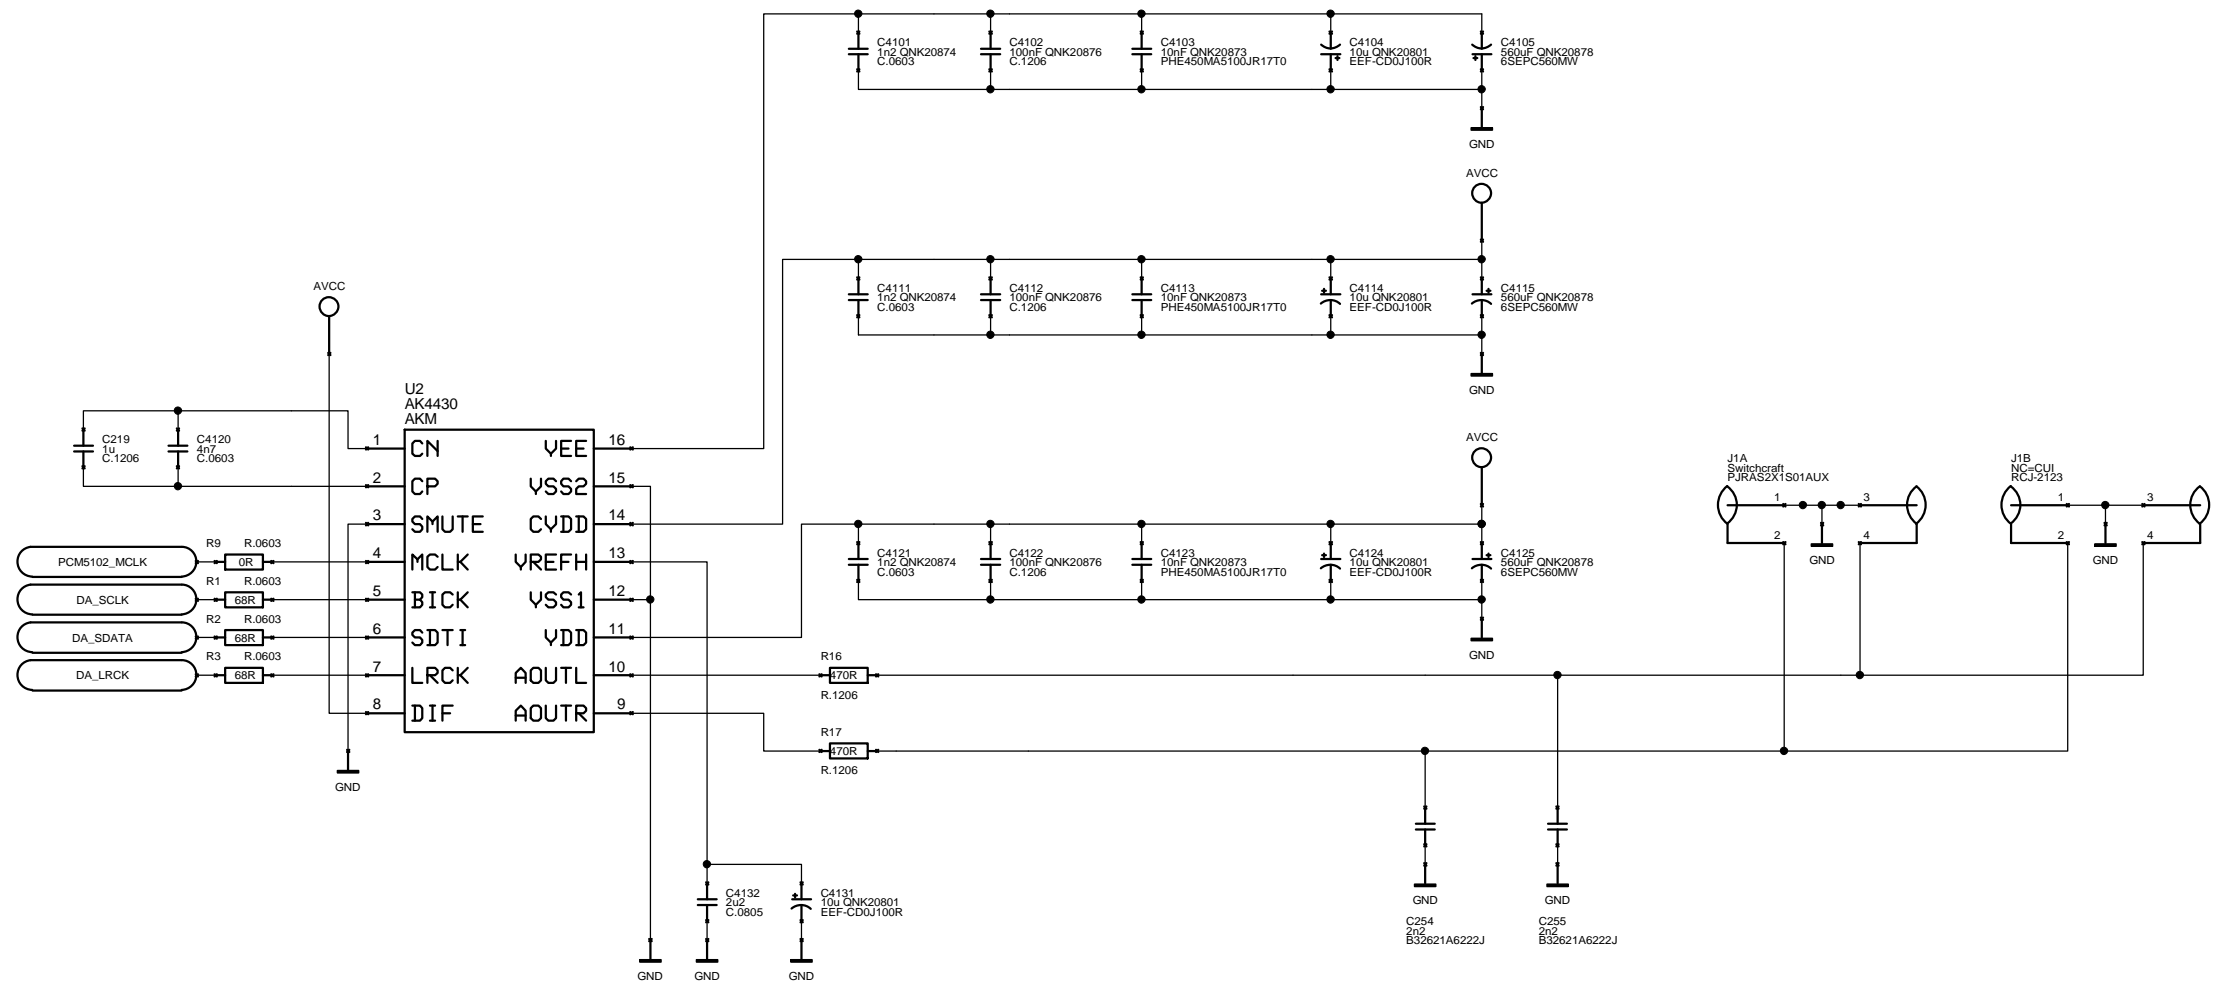 C4101
1n2 QNK20874
C.0603
C4102
100nF QNK20876
C.1206
C4103
10nF QNK20873
PHE450MA5100JR17T0
C4104
10u QNK20801
EEF-CD0J100R
C4105
560uF QNK20878
6SEPC560MW
GND
AVCC
C4111
1n2 QNK20874
C.0603
C4112
100nF QNK20876
C.1206
C4113
10nF QNK20873
PHE450MA5100JR17T0
C4114
10u QNK20801
EEF-CD0J100R
C4115
560uF QNK20878
6SEPC560MW
GND
AVCC
U2
AK4430
AKM
C219
1u
C.1206
C4120
4n7
C.0603
1 CN
2 CP
3 SMUTE
4 MCLK
5 BICK
6 SDTI
7 LRCK
8 DIF
VEE 16
VSS2 15
CVDD 14
VREFH 13
VSS1 12
VDD 11
AOUTL 10
AOUTR 9
PCM5102_MCLK
R9 R.0603
0R
DA_SCLK
R1 R.0603
68R
DA_SDATA
R2 R.0603
68R
DA_LRCK
R3 R.0603
68R
GND
AVCC
C4121
1n2 QNK20874
C.0603
C4122
100nF QNK20876
C.1206
C4123
10nF QNK20873
PHE450MA5100JR17T0
C4124
10u QNK20801
EEF-CD0J100R
C4125
560uF QNK20878
6SEPC560MW
GND
J1A
Switchcraft
PJRAS2X1S01AUX
1
3
2
4
GND
J1B
NC=CUI
RCJ-2123
1
3
2
4
GND
R16
470R
R.1206
R17
470R
R.1206
C4132
2u2
C.0805
C4131
10u QNK20801
EEF-CD0J100R
GND
GND
GND
GND
C254
2n2
B32621A6222J
GND
C255
2n2
B32621A6222J